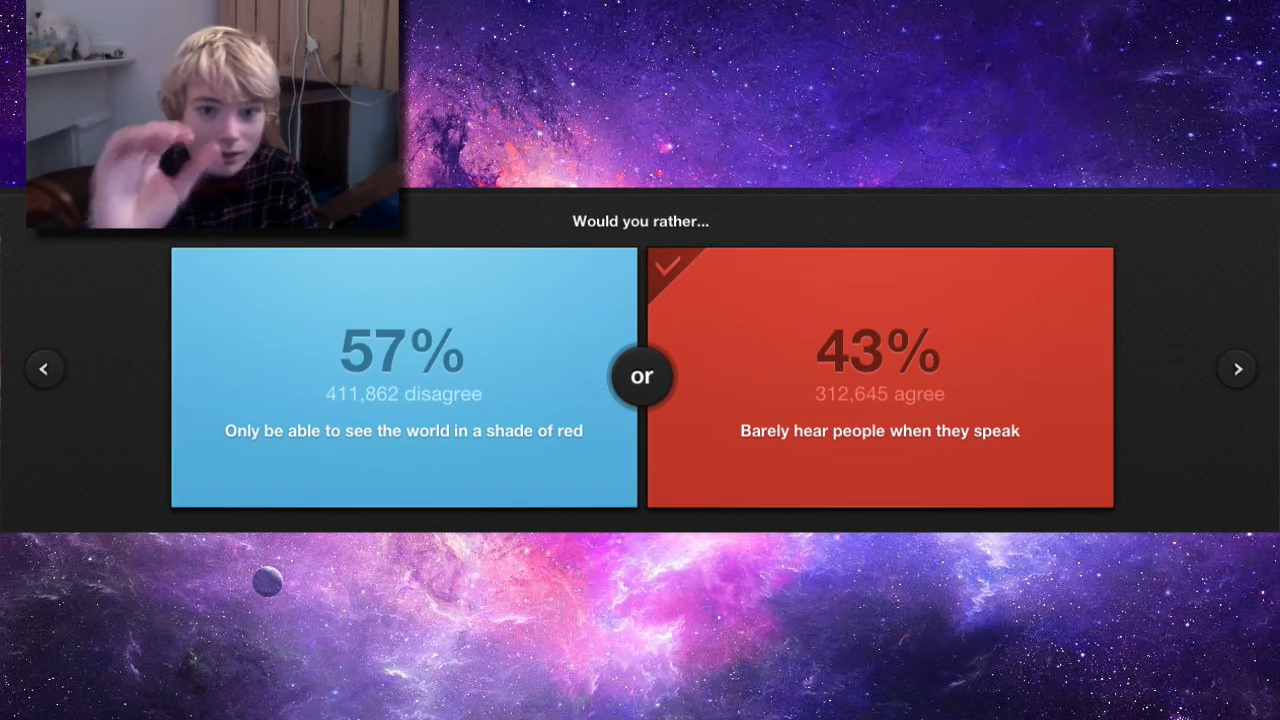 Would you rather...
57%
411,862 disagree
Only be able to see the world in a shade of red
or
43%
312,645 agree
Barely hear people when they speak